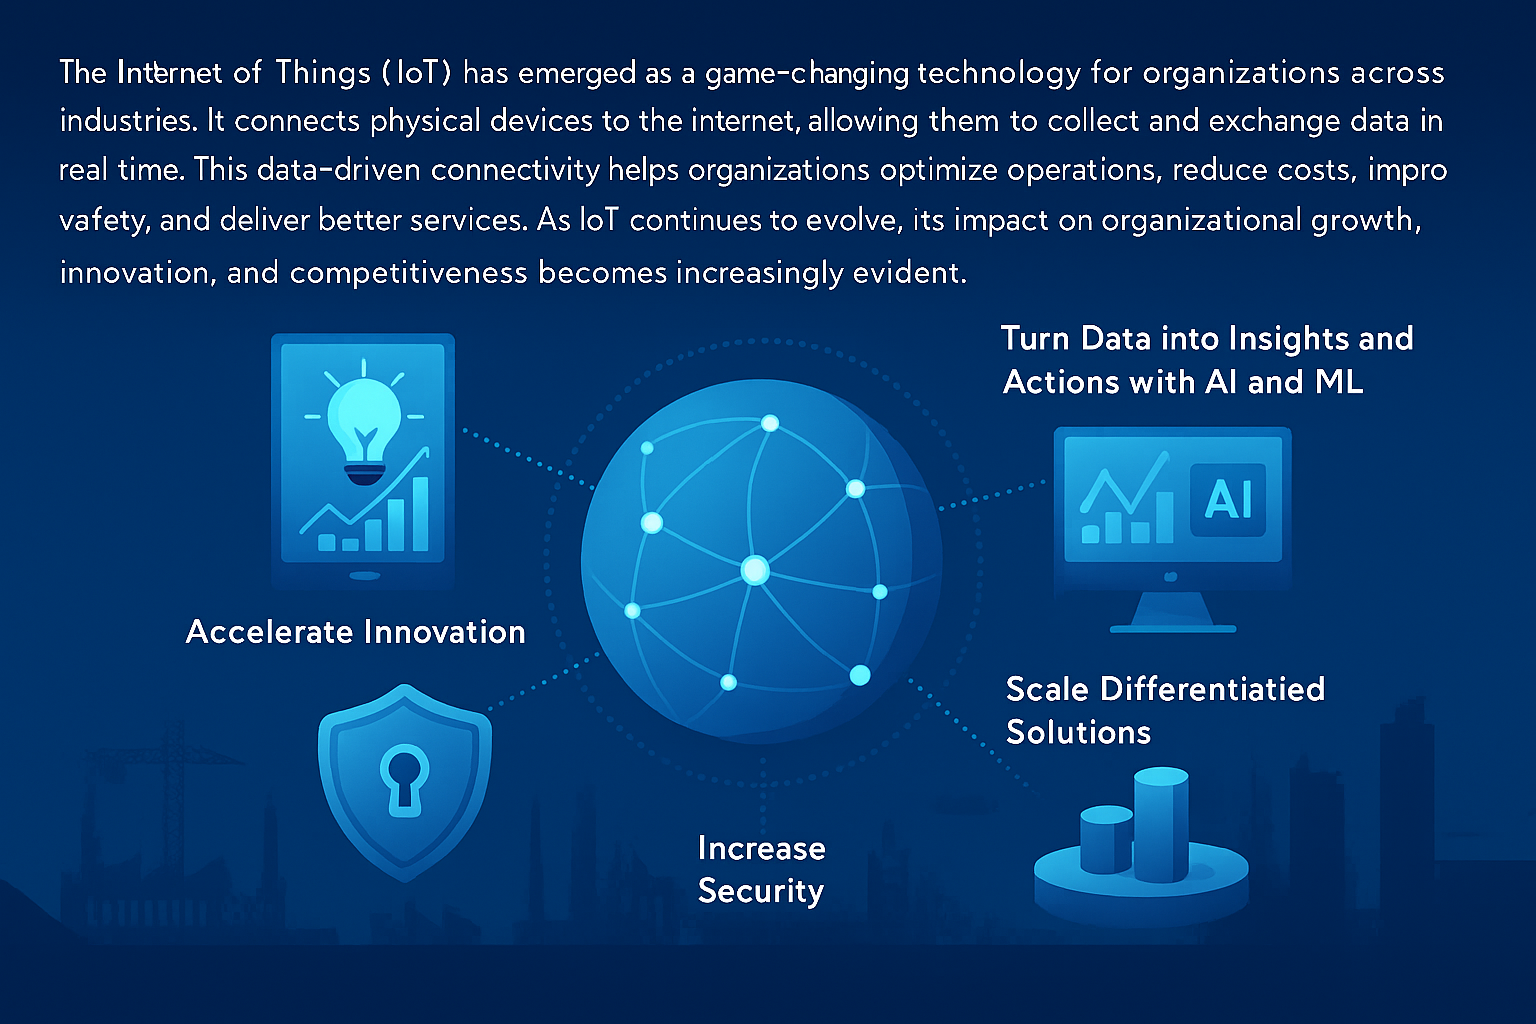 The Internet of Things (IoT) has emerged as a game-changing technology for organizations across
industries. It connects physical devices to the internet, allowing them to collect and exchange data in
real time. This data-driven connectivity helps organizations optimize operations, reduce costs, impro
vafety, and deliver better services. As IoT continues to evolve, its impact on organizational growth,
innovation, and competitiveness becomes increasingly evident.
Turn Data into Insights and
Actions with AI and ML
AI
Accelerate Innovation
Scale Differentiatied
Solutions
Increase
Security